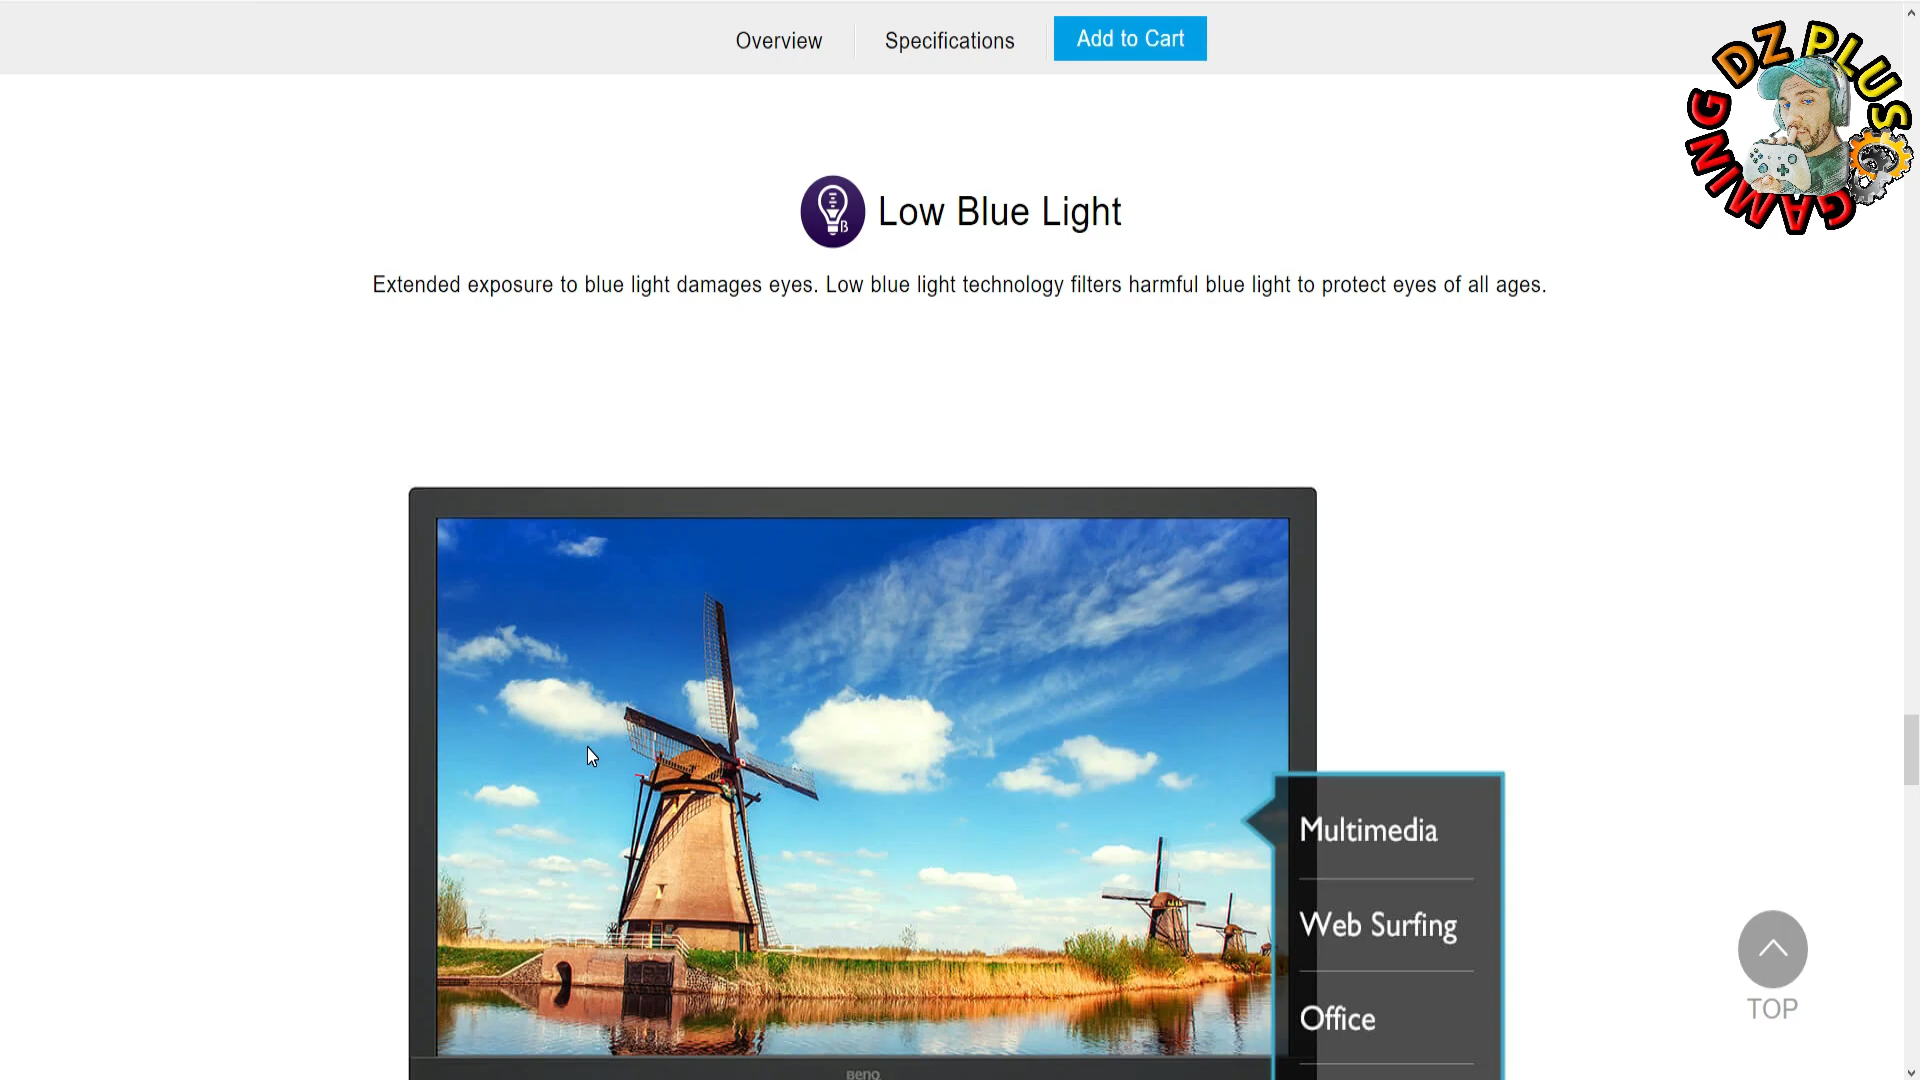 Overview
Specifications
Add to Cart
GAMING DZ PLUS
B
Low Blue Light
Extended exposure to blue light damages eyes. Low blue light technology filters harmful blue light to protect eyes of all ages.
Multimedia
Web Surfing
Office
TOP
BenQ